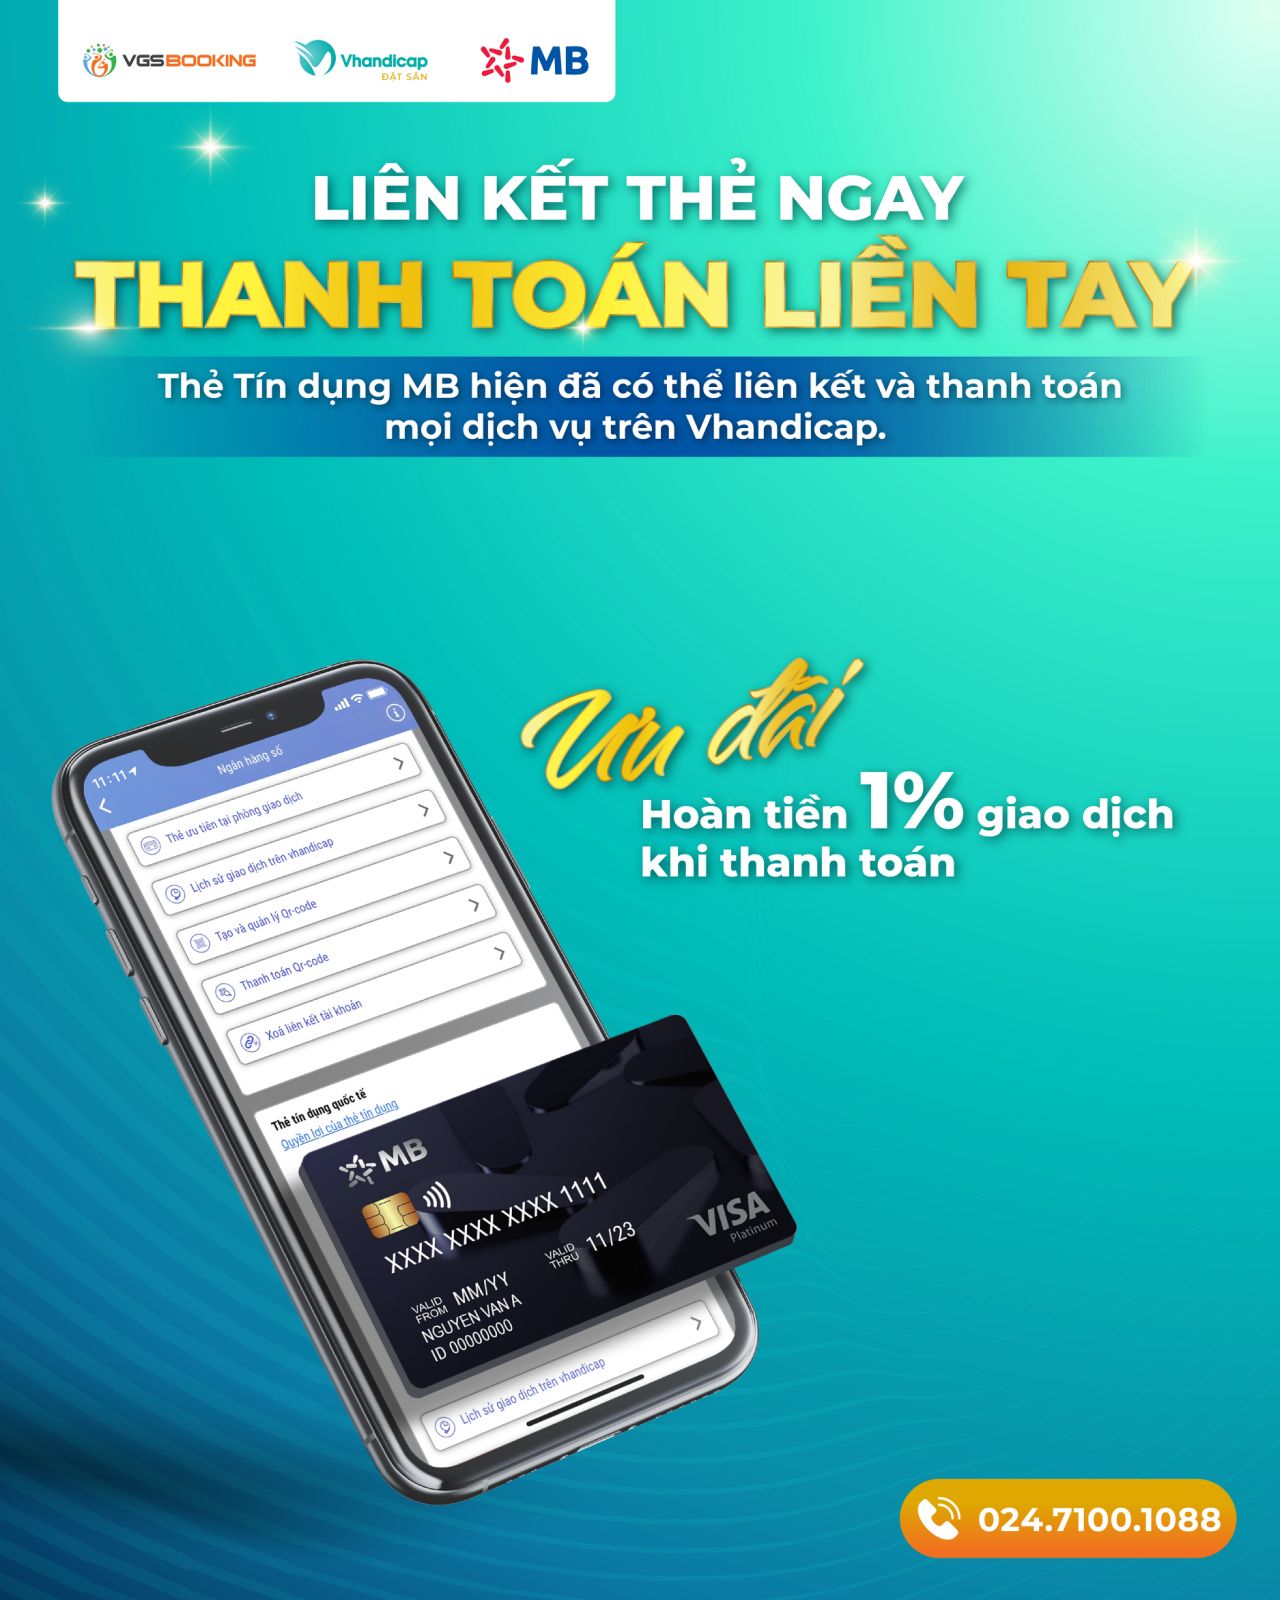 VGS BOOKING
Vhandicap
ĐẶT SÂN
MB
LIÊN KẾT THẺ NGAY
THANH TOÁN LIỀN TAY
Thẻ Tín dụng MB hiện đã có thể liên kết và thanh toán
mọi dịch vụ trên Vhandicap.
Ưu đãi
Hoàn tiền 1% giao dịch
khi thanh toán
11:11
Ngân hàng số
Thẻ ưu tiên tại phòng giao dịch
Lịch sử giao dịch trên vhandicap
Tạo và quản lý Qr-code
Thanh toán Qr-code
Xoá liên kết tài khoản
Thẻ tín dụng quốc tế
Quyền lợi của thẻ tín dụng
MB
XXXX XXXX XXXX 1111
VALID FROM MM/YY
VALID THRU 11/23
NGUYEN VAN A
ID 00000000
VISA
Platinum
Lịch sử giao dịch trên vhandicap
024.7100.1088